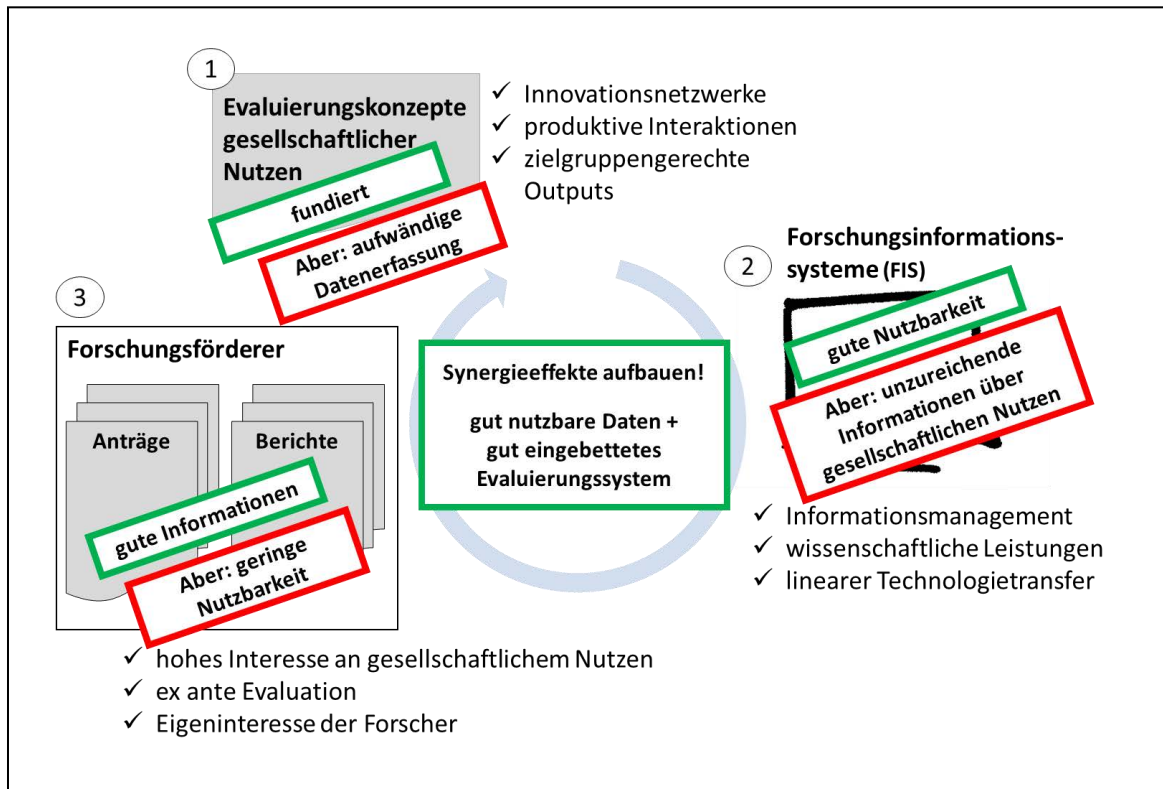 1
Evaluierungskonzepte
gesellschaftlicher
Nutzen
fundiert
Aber: aufwändige
Datenerfassung
✓ Innovationsnetzwerke
✓ produktive Interaktionen
✓ zielgruppengerechte
Outputs
2
Forschungsinformations-
systeme (FIS)
gute Nutzbarkeit
Aber: unzureichende
Informationen über
gesellschaftlichen Nutzen
✓ Informationsmanagement
✓ wissenschaftliche Leistungen
✓ linearer Technologietransfer
3
Forschungsförderer
Anträge
Berichte
gute Informationen
Aber: geringe
Nutzbarkeit
✓ hohes Interesse an gesellschaftlichem Nutzen
✓ ex ante Evaluation
✓ Eigeninteresse der Forscher
Synergieeffekte aufbauen!
gut nutzbare Daten +
gut eingebettetes
Evaluierungssystem